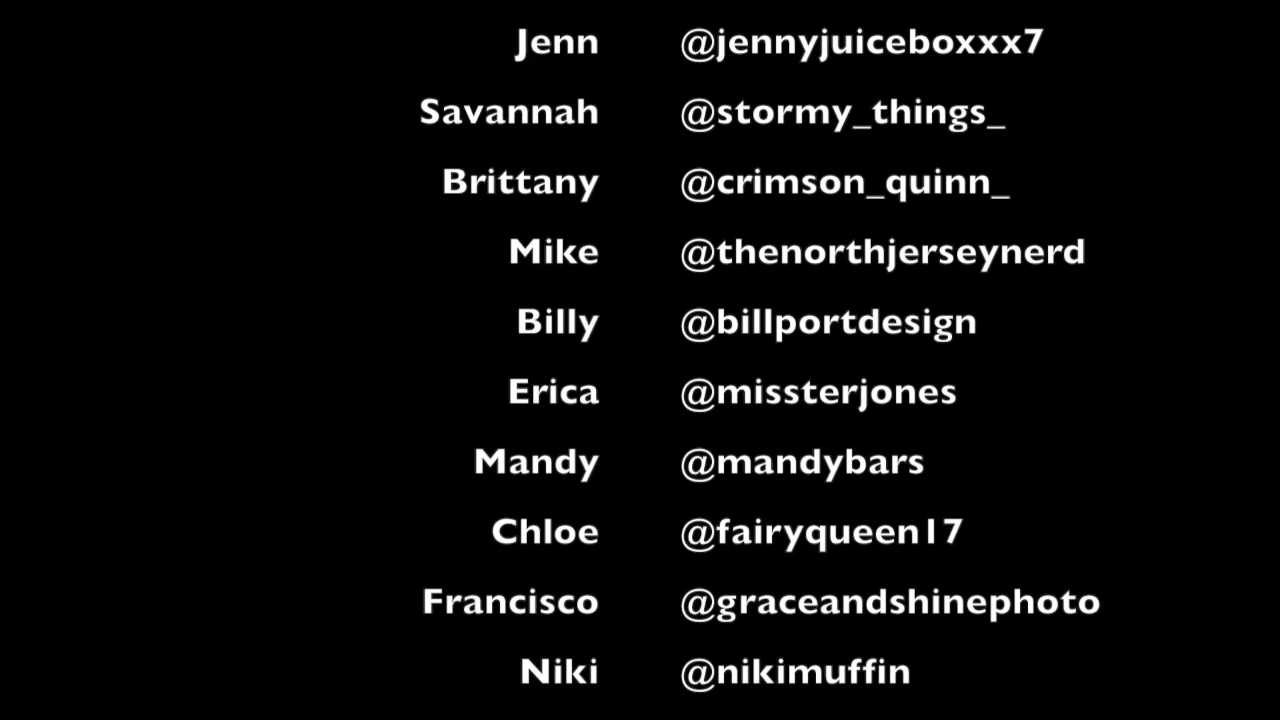 Jenn @jennyjuiceboxxx7
Savannah @stormy_things_
Brittany @crimson_quinn_
Mike @thenorthjerseynerd
Billy @billportdesign
Erica @missterjones
Mandy @mandybars
Chloe @fairyqueen17
Francisco @graceandshinephoto
Niki @nikimuffin